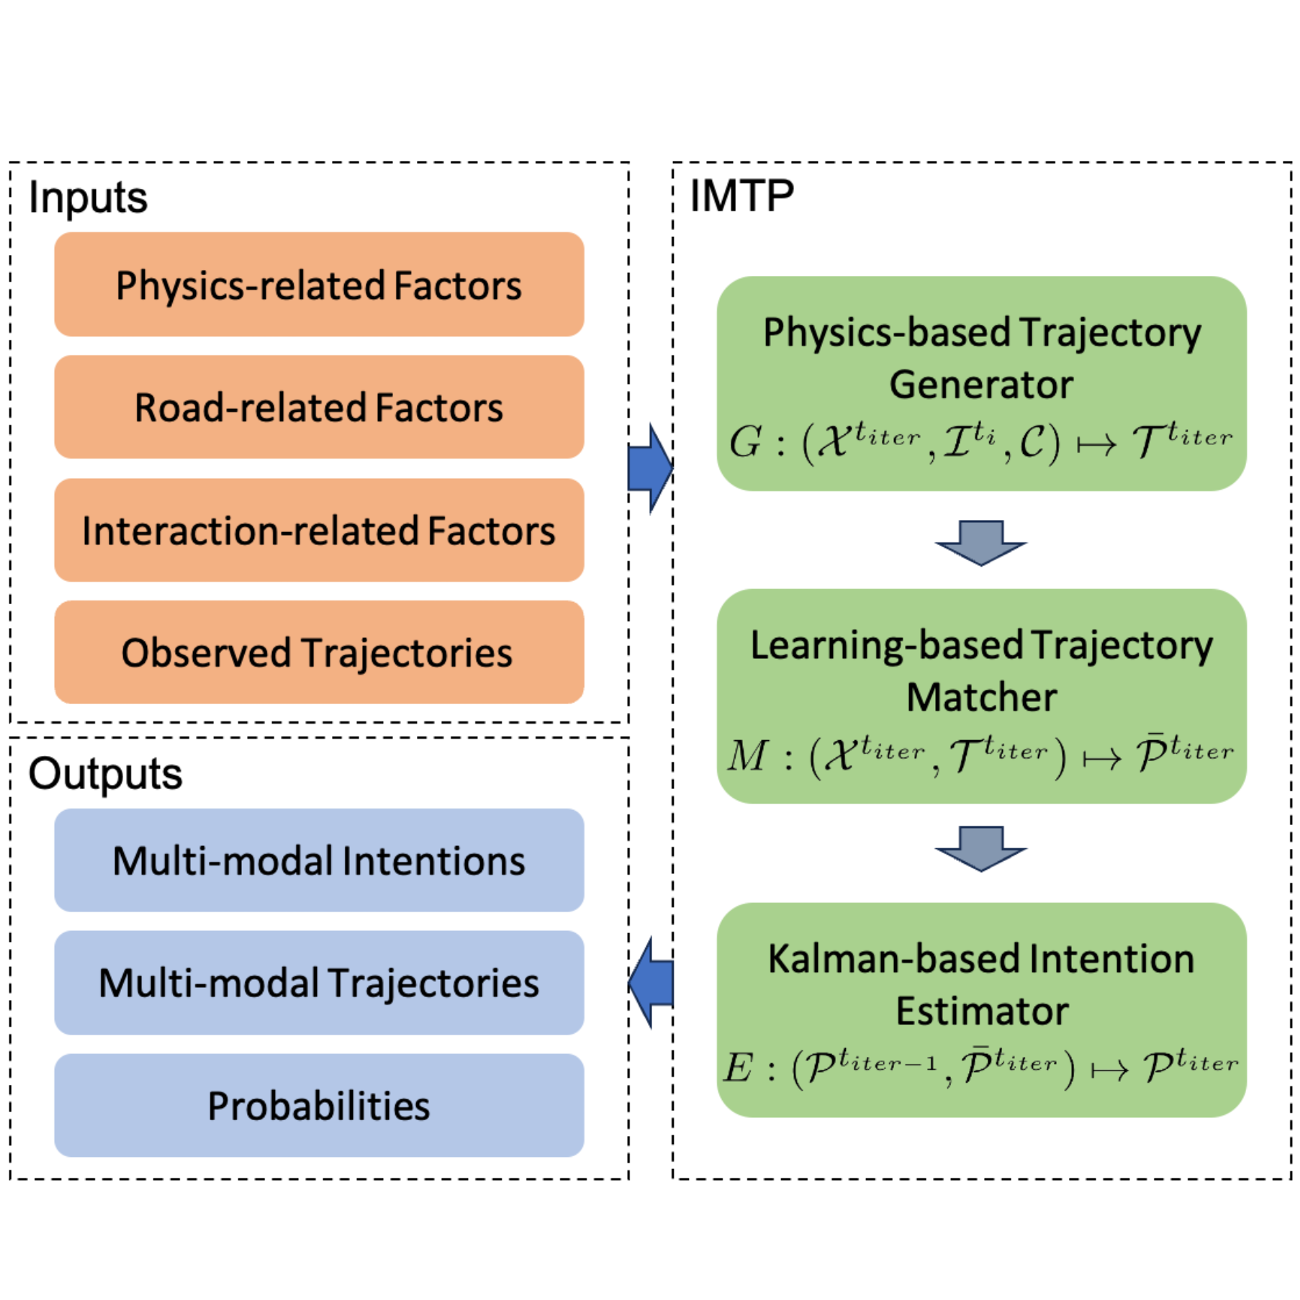 Inputs
Physics-related Factors
Road-related Factors
Interaction-related Factors
Observed Trajectories
Outputs
Multi-modal Intentions
Multi-modal Trajectories
Probabilities
IMTP
Physics-based Trajectory
Generator
$G : (\mathcal{X}^{t_{iter}}, \mathcal{I}^{t_i}, \mathcal{C}) \mapsto \mathcal{T}^{t_{iter}}$
Learning-based Trajectory
Matcher
$M : (\mathcal{X}^{t_{iter}}, \mathcal{T}^{t_{iter}}) \mapsto \bar{\mathcal{P}}^{t_{iter}}$
Kalman-based Intention
Estimator
$E : (\mathcal{P}^{t_{iter-1}}, \bar{\mathcal{P}}^{t_{iter}}) \mapsto \mathcal{P}^{t_{iter}}$